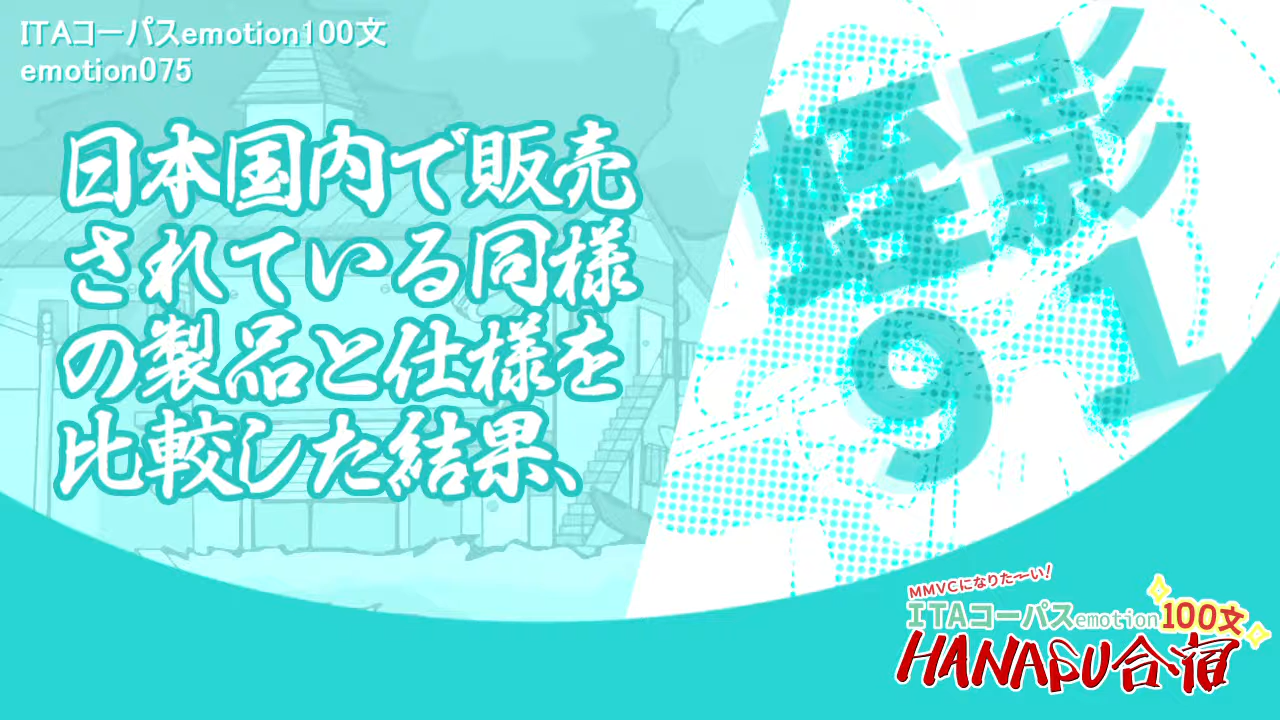 ITAコーパスemotion100文
emotion075
日本国内で販売
されている同様
の製品と仕様を
比較した結果、
影
91
MMVCになりた〜い!
ITAコーパスemotion100文
HANASU合宿